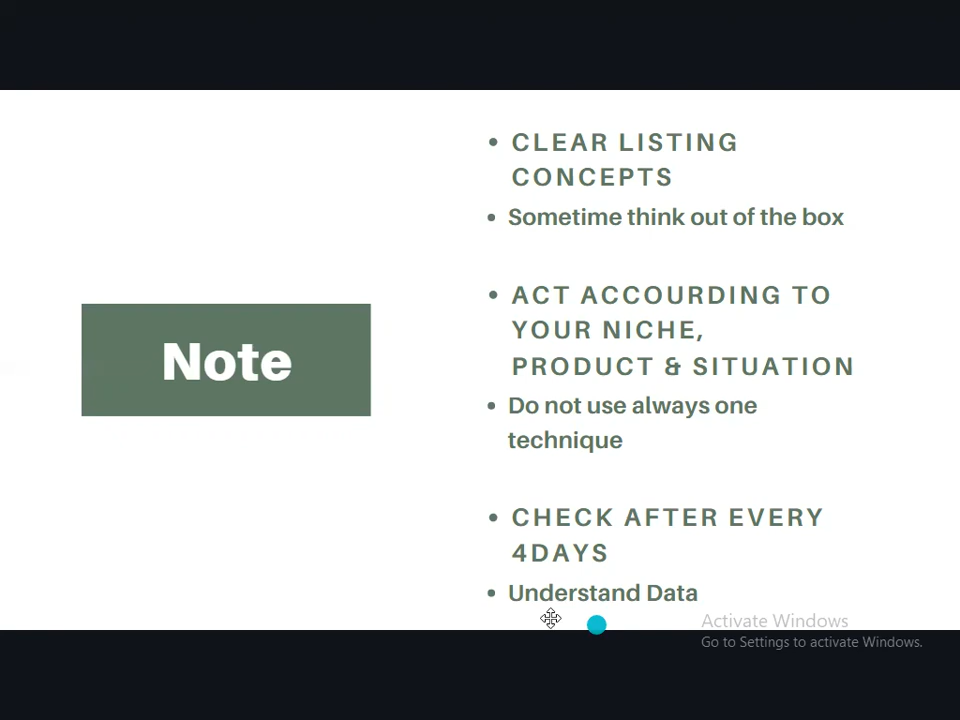 Note
• CLEAR LISTING
CONCEPTS
• Sometime think out of the box
• ACT ACCOURDING TO
YOUR NICHE,
PRODUCT & SITUATION
• Do not use always one
technique
• CHECK AFTER EVERY
4DAYS
• Understand Data
Activate Windows
Go to Settings to activate Windows.